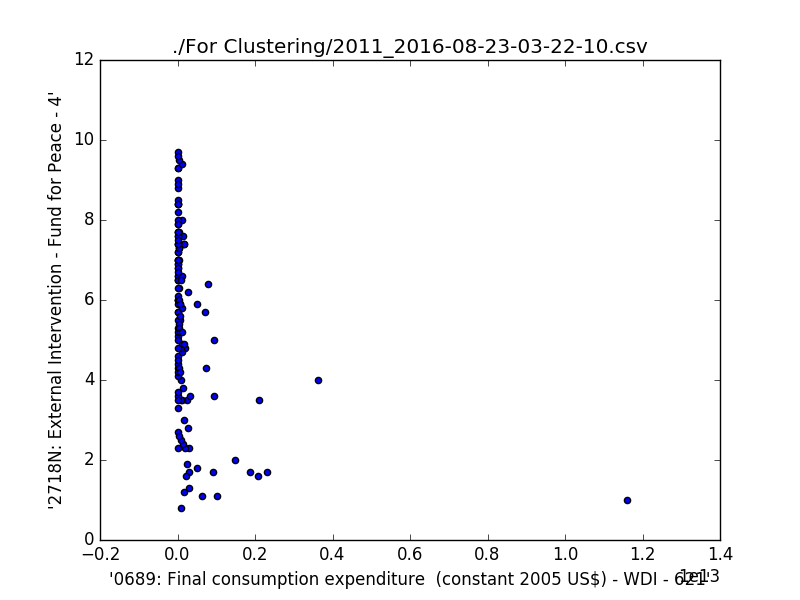 ./For Clustering/2011_2016-08-23-03-22-10.csv
12
10
8
6
4
2
0
'2718N: External Intervention - Fund for Peace - 4'
−0.2 0.0 0.2 0.4 0.6 0.8 1.0 1.2 1.4
1e13
'0689: Final consumption expenditure  (constant 2005 US$) - WDI - 621'